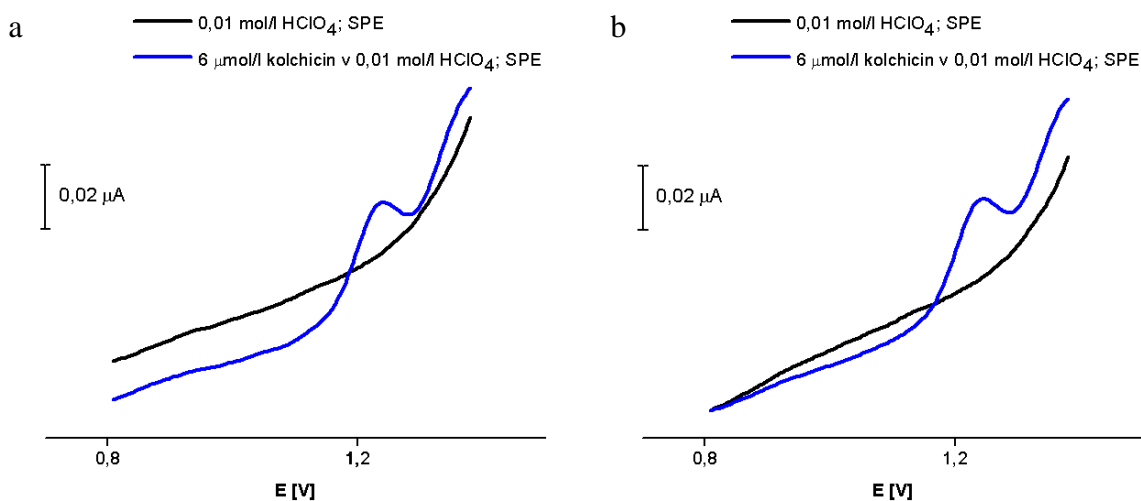 a
0,01 mol/l HClO4; SPE
6 μmol/l kolchicin v 0,01 mol/l HClO4; SPE
0,02 μA
0,8
1,2
E [V]
b
0,01 mol/l HClO4; SPE
6 μmol/l kolchicin v 0,01 mol/l HClO4; SPE
0,02 μA
0,8
1,2
E [V]